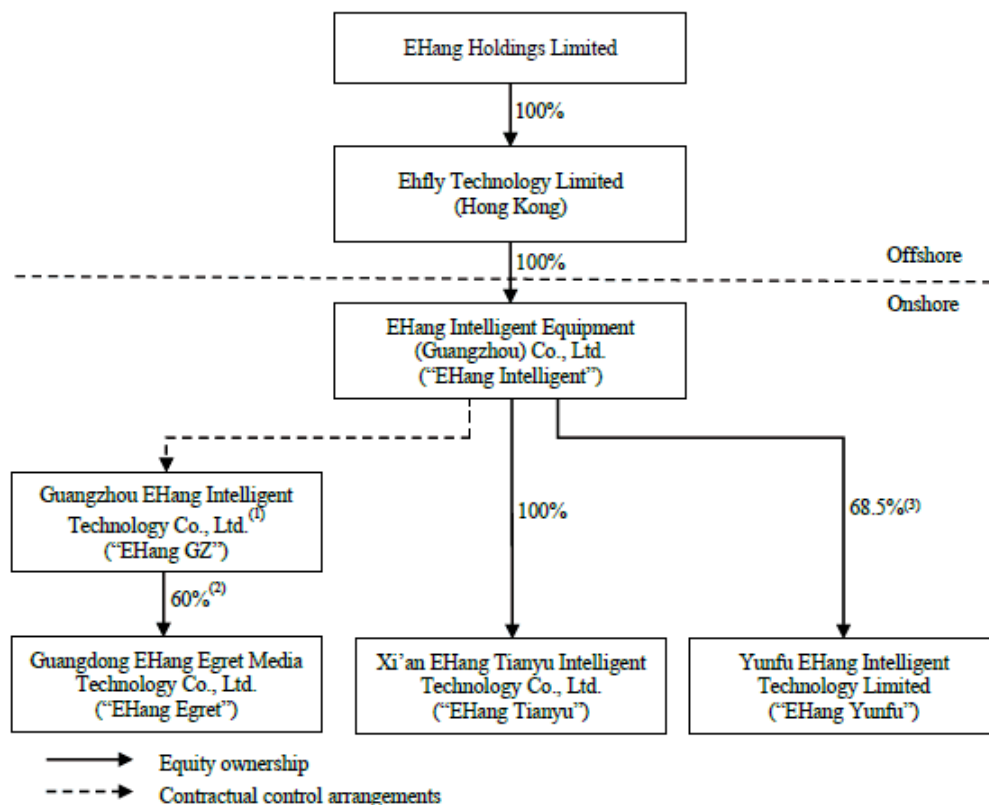 EHang Holdings Limited
100%
Ehfly Technology Limited
(Hong Kong)
100%
Offshore
Onshore
EHang Intelligent Equipment
(Guangzhou) Co., Ltd.
(“EHang Intelligent”)
Guangzhou EHang Intelligent
Technology Co., Ltd.(1)
(“EHang GZ”)
100%
68.5%(3)
60%(2)
Guangdong EHang Egret Media
Technology Co., Ltd.
(“EHang Egret”)
Xi’an EHang Tianyu Intelligent
Technology Co., Ltd.
(“EHang Tianyu”)
Yunfu EHang Intelligent
Technology Limited
(“EHang Yunfu”)
Equity ownership
Contractual control arrangements